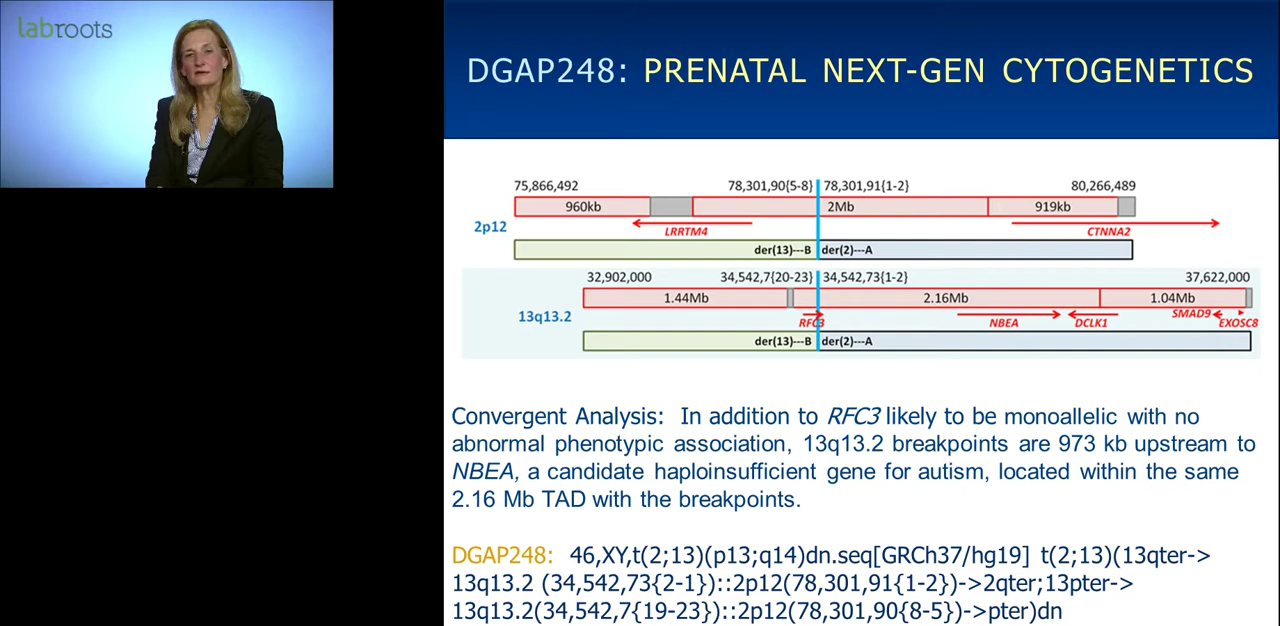 labroots
DGAP248: PRENATAL NEXT-GEN CYTOGENETICS
75,866,492 78,301,90{5-8} 78,301,91{1-2} 80,266,489
960kb 2Mb 919kb
2p12
LRRTM4 CTNNA2
der(13)---B der(2)---A
32,902,000 34,542,7{20-23} 34,542,73{1-2} 37,622,000
1.44Mb 2.16Mb 1.04Mb
13q13.2
RFC3 NBEA DCLK1 SMAD9 EXOSC8
der(13)---B der(2)---A
Convergent Analysis: In addition to RFC3 likely to be monoallelic with no
abnormal phenotypic association, 13q13.2 breakpoints are 973 kb upstream to
NBEA, a candidate haploinsufficient gene for autism, located within the same
2.16 Mb TAD with the breakpoints.
DGAP248: 46,XY,t(2;13)(p13;q14)dn.seq[GRCh37/hg19] t(2;13)(13qter->
13q13.2 (34,542,73{2-1})::2p12(78,301,91{1-2})->2qter;13pter->
13q13.2(34,542,7{19-23})::2p12(78,301,90{8-5})->pter)dn